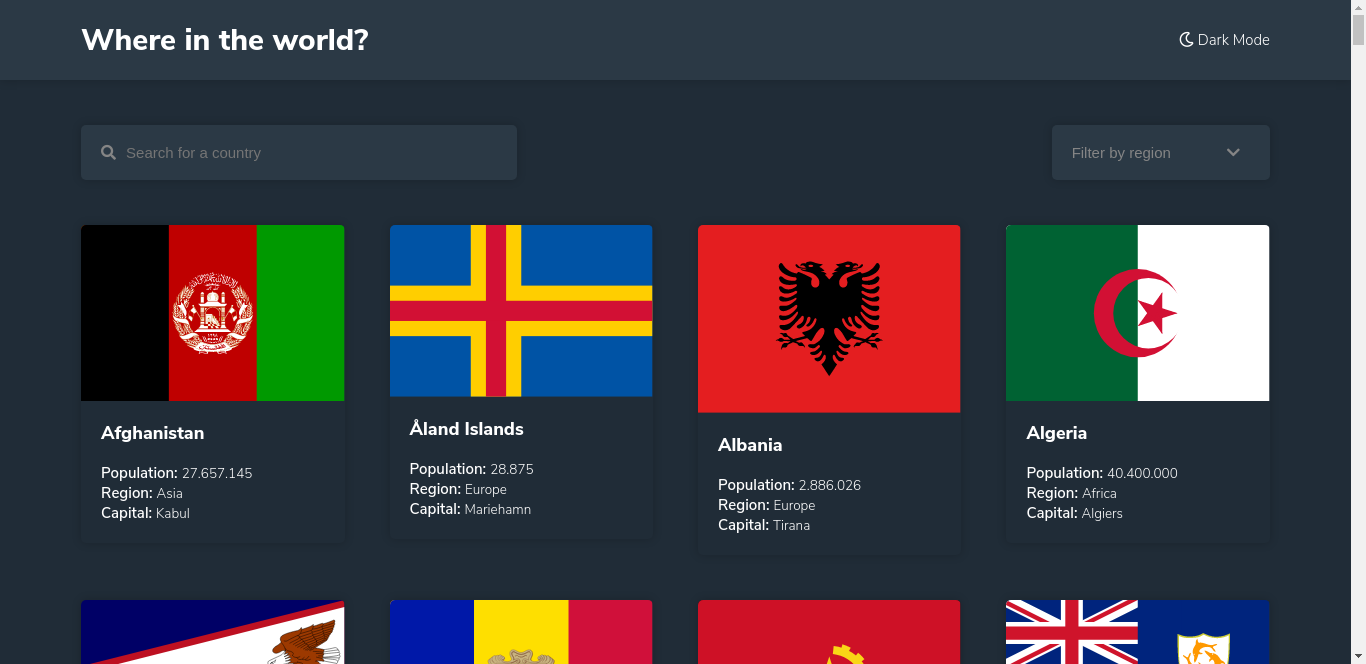 Where in the world?
Dark Mode
Search for a country
Filter by region
Afghanistan
Population: 27.657.145
Region: Asia
Capital: Kabul
Åland Islands
Population: 28.875
Region: Europe
Capital: Mariehamn
Albania
Population: 2.886.026
Region: Europe
Capital: Tirana
Algeria
Population: 40.400.000
Region: Africa
Capital: Algiers